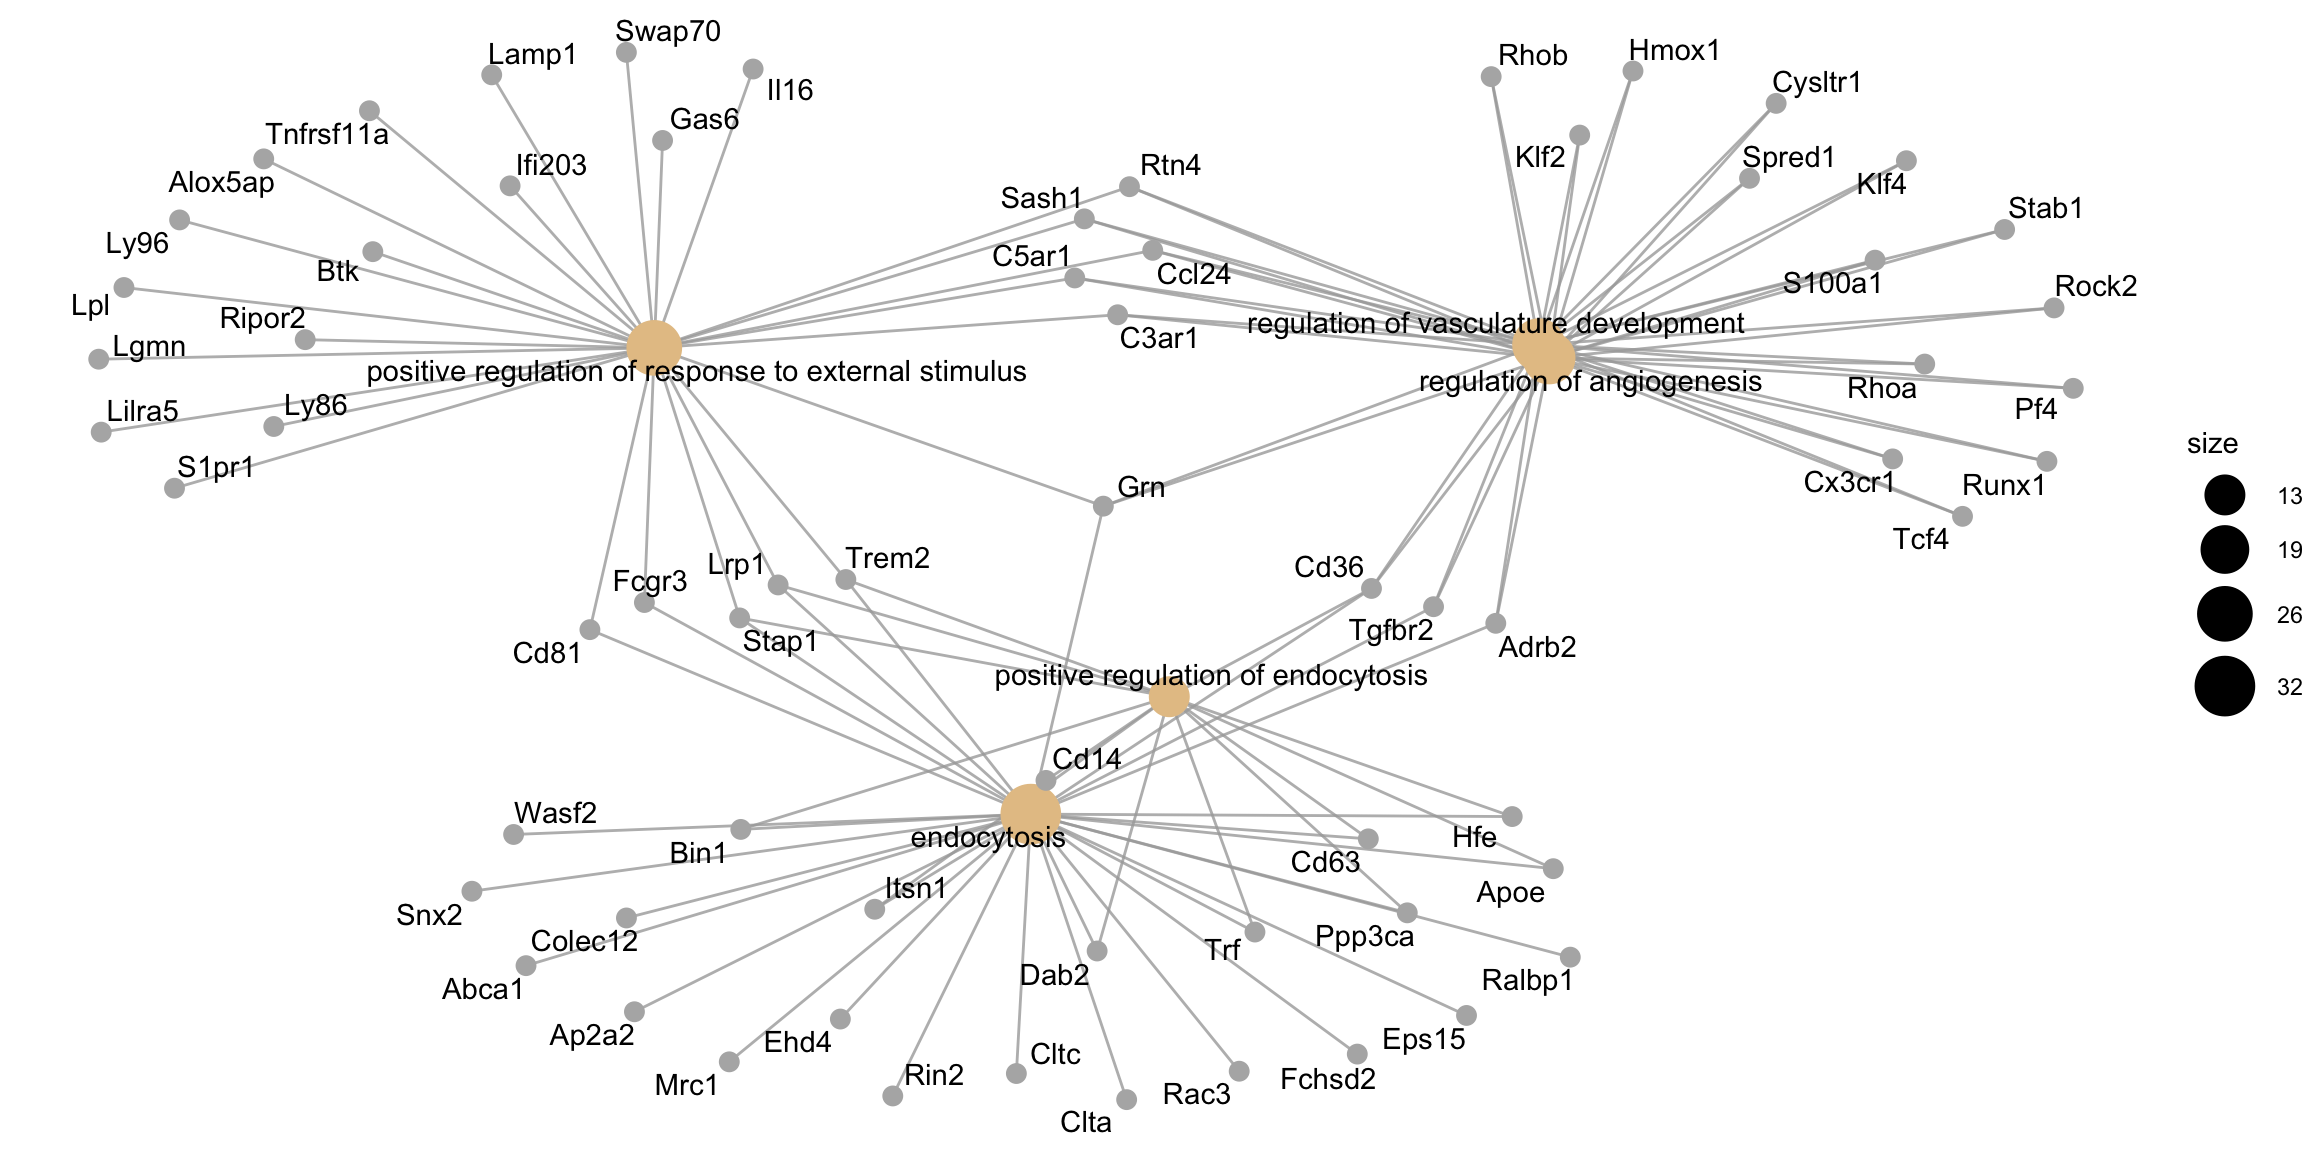 Swap70
Lamp1
Il16
Rhob
Hmox1
Cysltr1
Tnfrsf11a
Gas6
Klf2
Spred1
Alox5ap
Ifi203
Rtn4
Klf4
Sash1
Stab1
Ly96
Btk
C5ar1
Ccl24
S100a1
Rock2
Lpl
Ripor2
C3ar1
regulation of vasculature development
Lgmn
positive regulation of response to external stimulus
regulation of angiogenesis
Rhoa
Pf4
Lilra5
Ly86
size
S1pr1
Grn
Cx3cr1
Runx1
13
Tcf4
19
Fcgr3
Lrp1
Trem2
Cd36
26
Cd81
Stap1
Tgfbr2
Adrb2
positive regulation of endocytosis
32
Cd14
Wasf2
Bin1
endocytosis
Cd63
Hfe
Snx2
Itsn1
Apoe
Colec12
Trf
Ppp3ca
Abca1
Dab2
Ralbp1
Ap2a2
Ehd4
Eps15
Mrc1
Rin2
Cltc
Rac3
Fchsd2
Clta